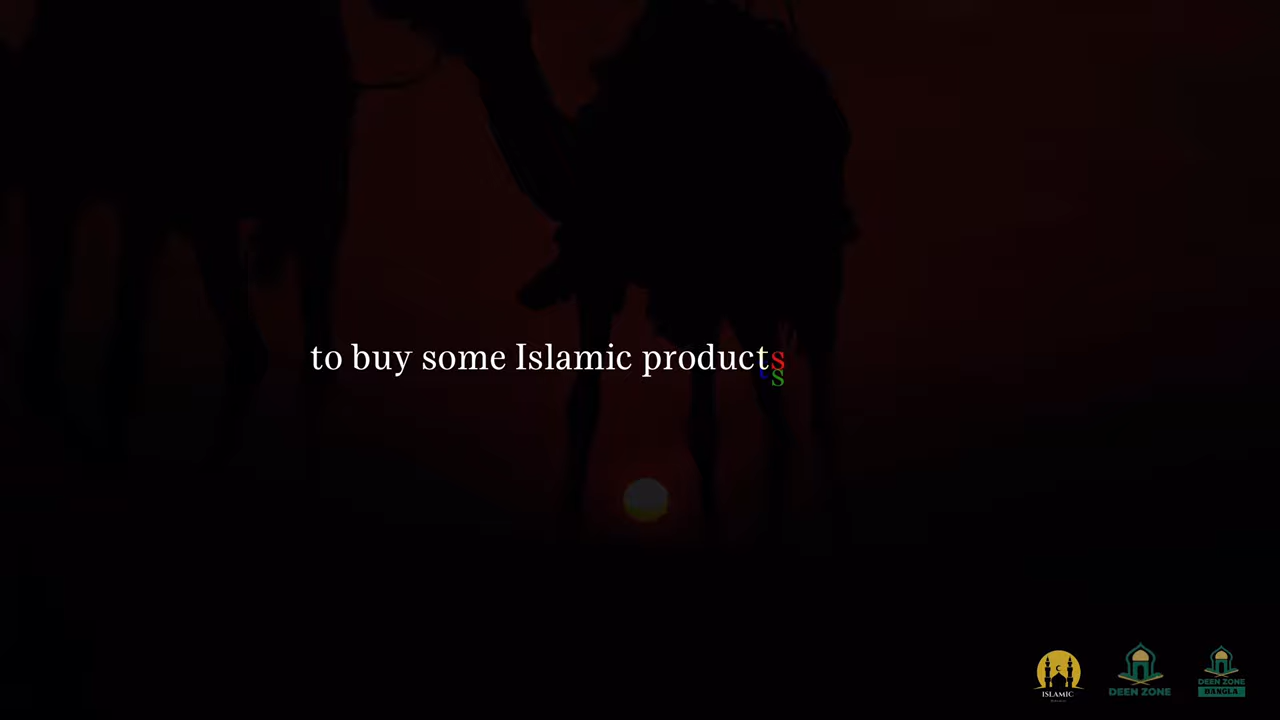 to buy some Islamic products
ISLAMIC
DEEN ZONE
DEEN ZONE
BANGLA